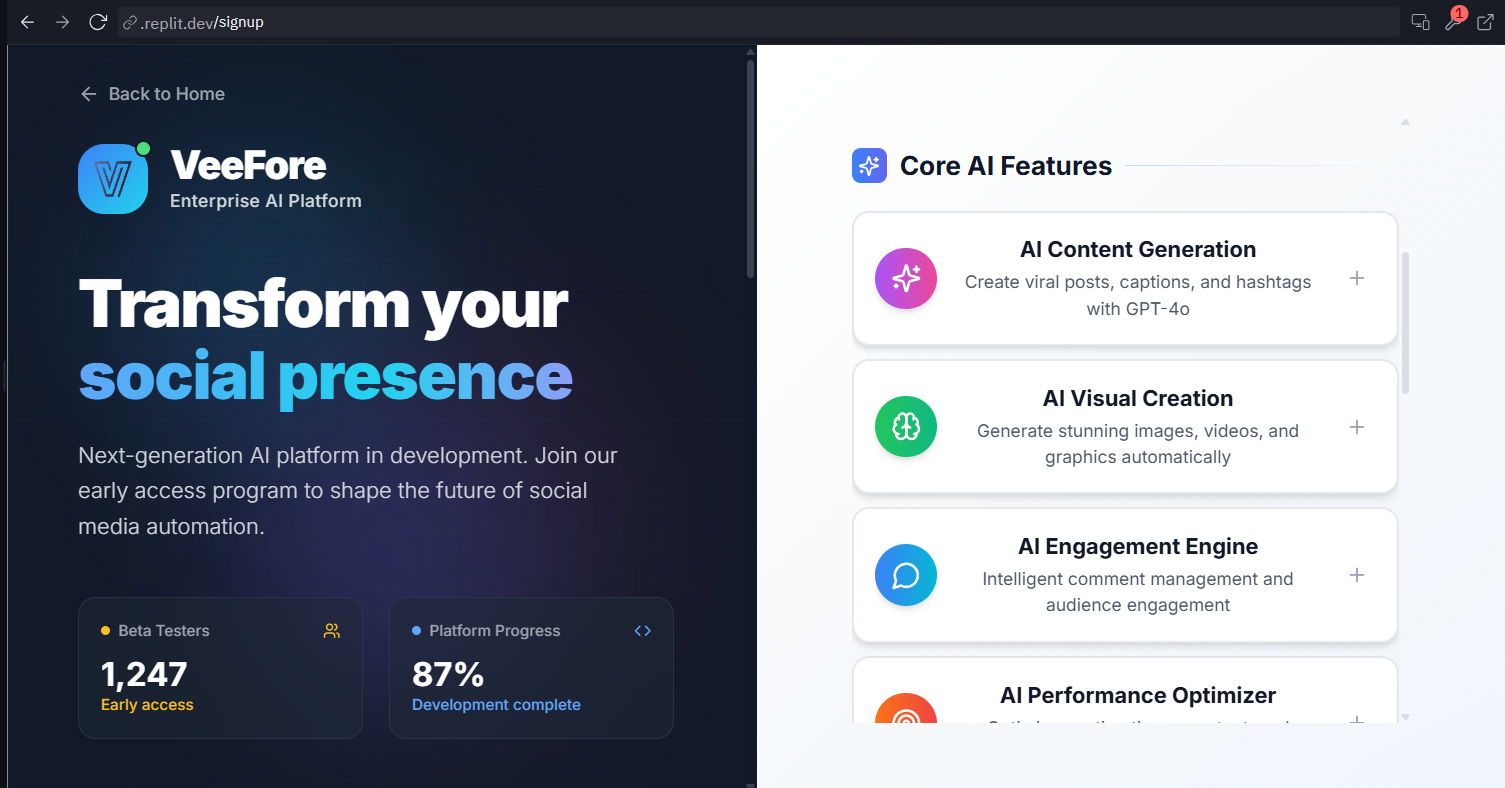 .replit.dev/signup
1
Back to Home
VeeFore
Enterprise AI Platform
Transform your
social presence
Next-generation AI platform in development. Join our
early access program to shape the future of social
media automation.
Beta Testers
1,247
Early access
Platform Progress
87%
Development complete
Core AI Features
AI Content Generation
Create viral posts, captions, and hashtags
with GPT-4o
AI Visual Creation
Generate stunning images, videos, and
graphics automatically
AI Engagement Engine
Intelligent comment management and
audience engagement
AI Performance Optimizer